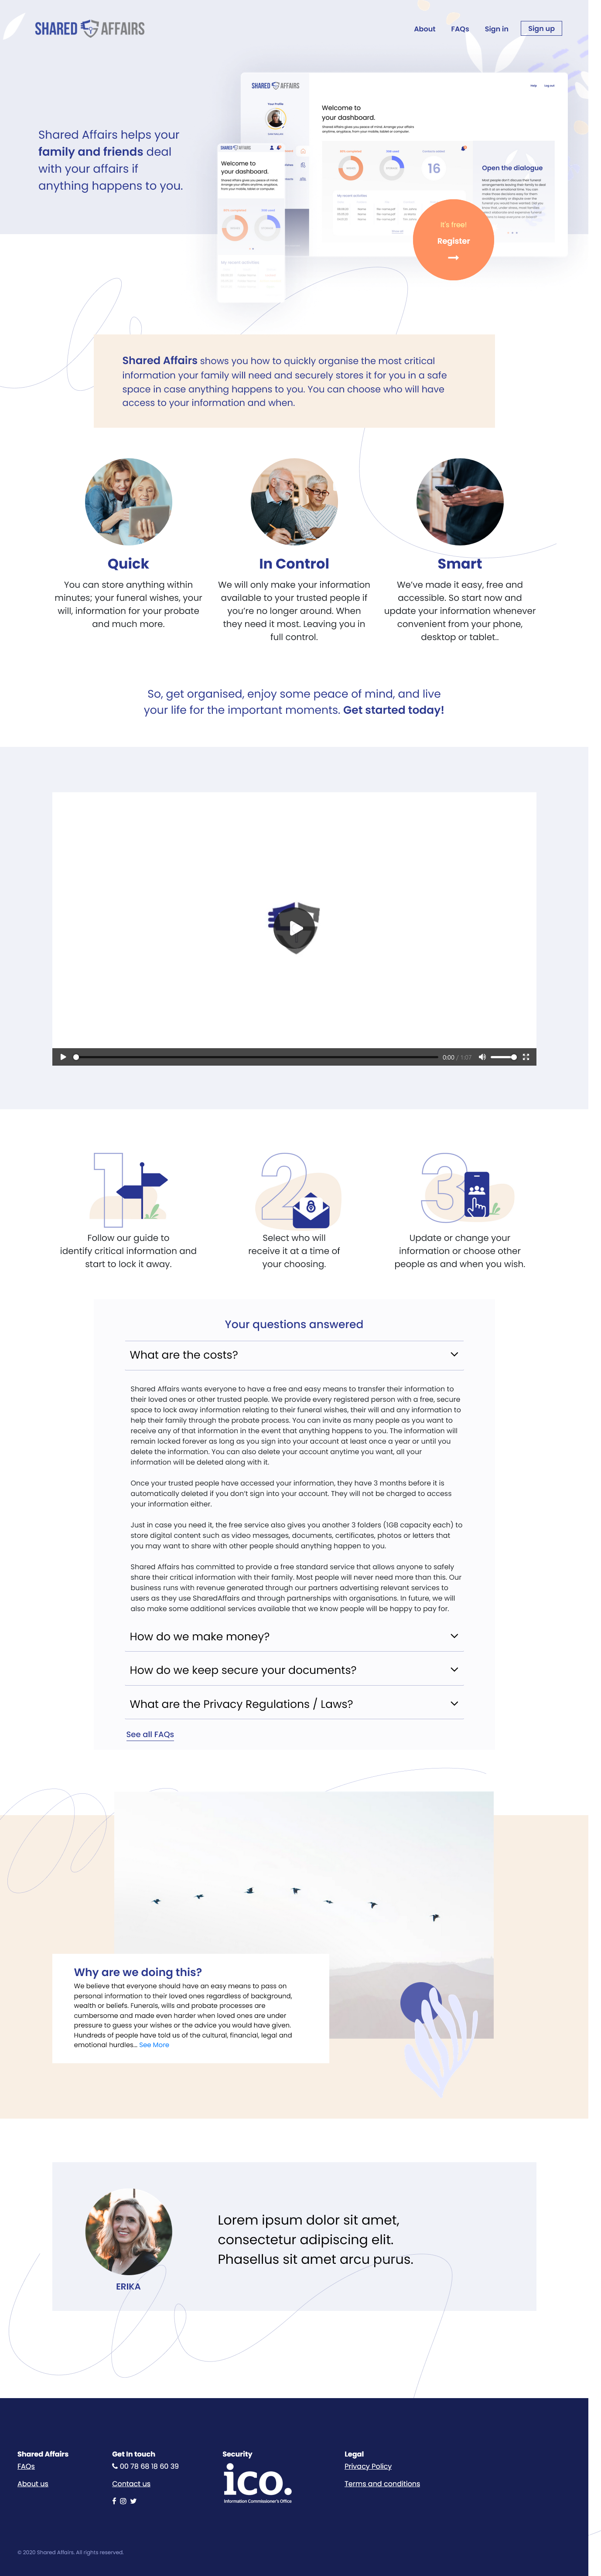 SHARED AFFAIRS
About
FAQs
Sign in
Sign up
Shared Affairs helps your
family and friends deal
with your affairs if
anything happens to you.
SHARED AFFAIRS
Help
Log out
Your Profile
Welcome to
your dashboard.
SHARED AFFAIRS
Welcome to
your dashboard.
16
Open the dialogue
It's free!
Register
Shared Affairs shows you how to quickly organise the most critical
information your family will need and securely stores it for you in a safe
space in case anything happens to you. You can choose who will have
access to your information and when.
Quick
You can store anything within
minutes; your funeral wishes, your
will, information for your probate
and much more.
In Control
We will only make your information
available to your trusted people if
you're no longer around. When
they need it most. Leaving you in
full control.
Smart
We've made it easy, free and
accessible. So start now and
update your information whenever
convenient from your phone,
desktop or tablet..
So, get organised, enjoy some peace of mind, and live
your life for the important moments. Get started today!
0:00 / 1:07
1
Follow our guide to
identify critical information and
start to lock it away.
2
Select who will
receive it at a time of
your choosing.
3
Update or change your
information or choose other
people as and when you wish.
Your questions answered
What are the costs?
Shared Affairs wants everyone to have a free and easy means to transfer their information to
their loved ones or other trusted people. We provide every registered person with a free, secure
space to lock away information relating to their funeral wishes, their will and any information to
help their family through the probate process. You can invite as many people as you want to
receive any of that information in the event that anything happens to you. The information will
remain locked forever as long as you sign into your account at least once a year or until you
delete the information. You can also delete your account anytime you want, all your
information will be deleted along with it.
Once your trusted people have accessed your information, they have 3 months before it is
automatically deleted if you don't sign into your account. They will not be charged to access
your information either.
Just in case you need it, the free service also gives you another 3 folders (1GB capacity each) to
store digital content such as video messages, documents, certificates, photos or letters that
you may want to share with other people should anything happen to you.
Shared Affairs has committed to provide a free standard service that allows anyone to safely
share their critical information with their family. Most people will never need more than this. Our
business runs with revenue generated through our partners advertising relevant services to
users as they use SharedAffairs and through partnerships with organisations. In future, we will
also make some additional services available that we know people will be happy to pay for.
How do we make money?
How do we keep secure your documents?
What are the Privacy Regulations / Laws?
See all FAQs
Why are we doing this?
We believe that everyone should have an easy means to pass on
personal information to their loved ones regardless of background,
wealth or beliefs. Funerals, wills and probate processes are
cumbersome and made even harder when loved ones are under
pressure to guess your wishes or the advice you would have given.
Hundreds of people have told us of the cultural, financial, legal and
emotional hurdles... See More
Lorem ipsum dolor sit amet,
consectetur adipiscing elit.
Phasellus sit amet arcu purus.
ERIKA
Shared Affairs
FAQs
About us
Get In touch
00 78 68 18 60 39
Contact us
Security
ico.
Information Commissioner's Office
Legal
Privacy Policy
Terms and conditions
© 2020 Shared Affairs. All rights reserved.